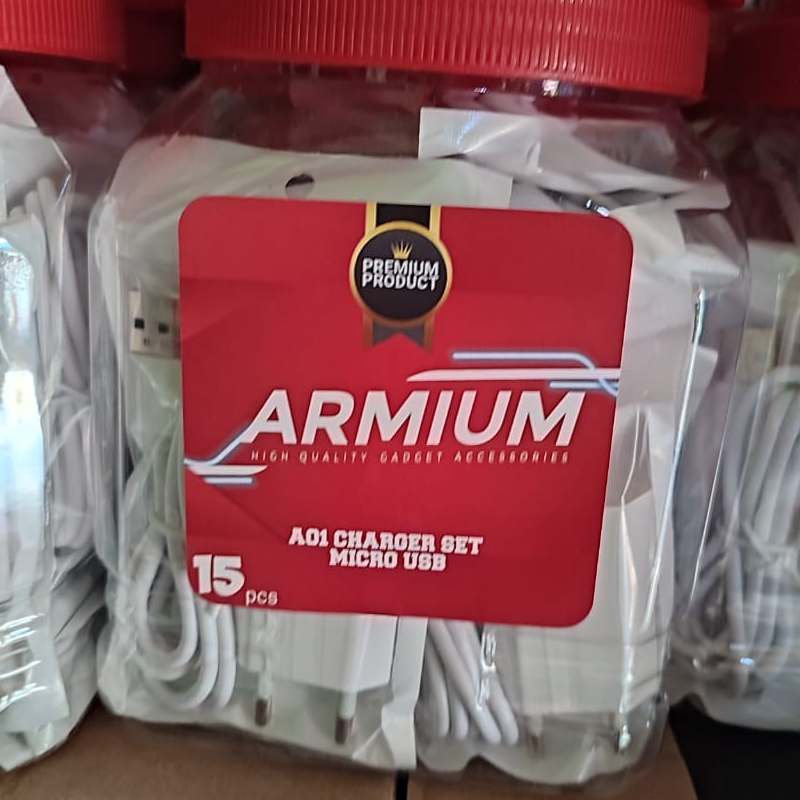 PREMIUM
PRODUCT
ARMIUM
HIGH QUALITY GADGET ACCESSORIES
A01 CHARGER SET
MICRO USB
15 pcs